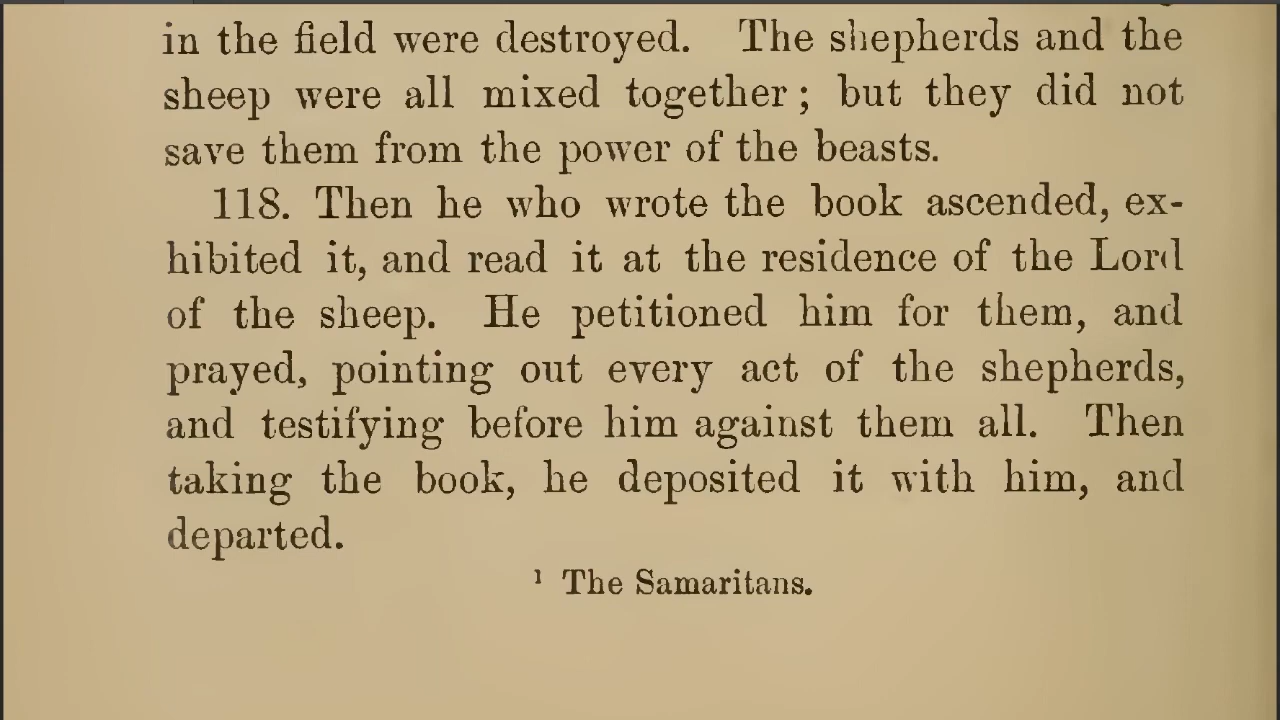 in the field were destroyed. The shepherds and the
sheep were all mixed together; but they did not
save them from the power of the beasts.
118. Then he who wrote the book ascended, ex-
hibited it, and read it at the residence of the Lord
of the sheep. He petitioned him for them, and
prayed, pointing out every act of the shepherds,
and testifying before him against them all. Then
taking the book, he deposited it with him, and
departed.
¹ The Samaritans.